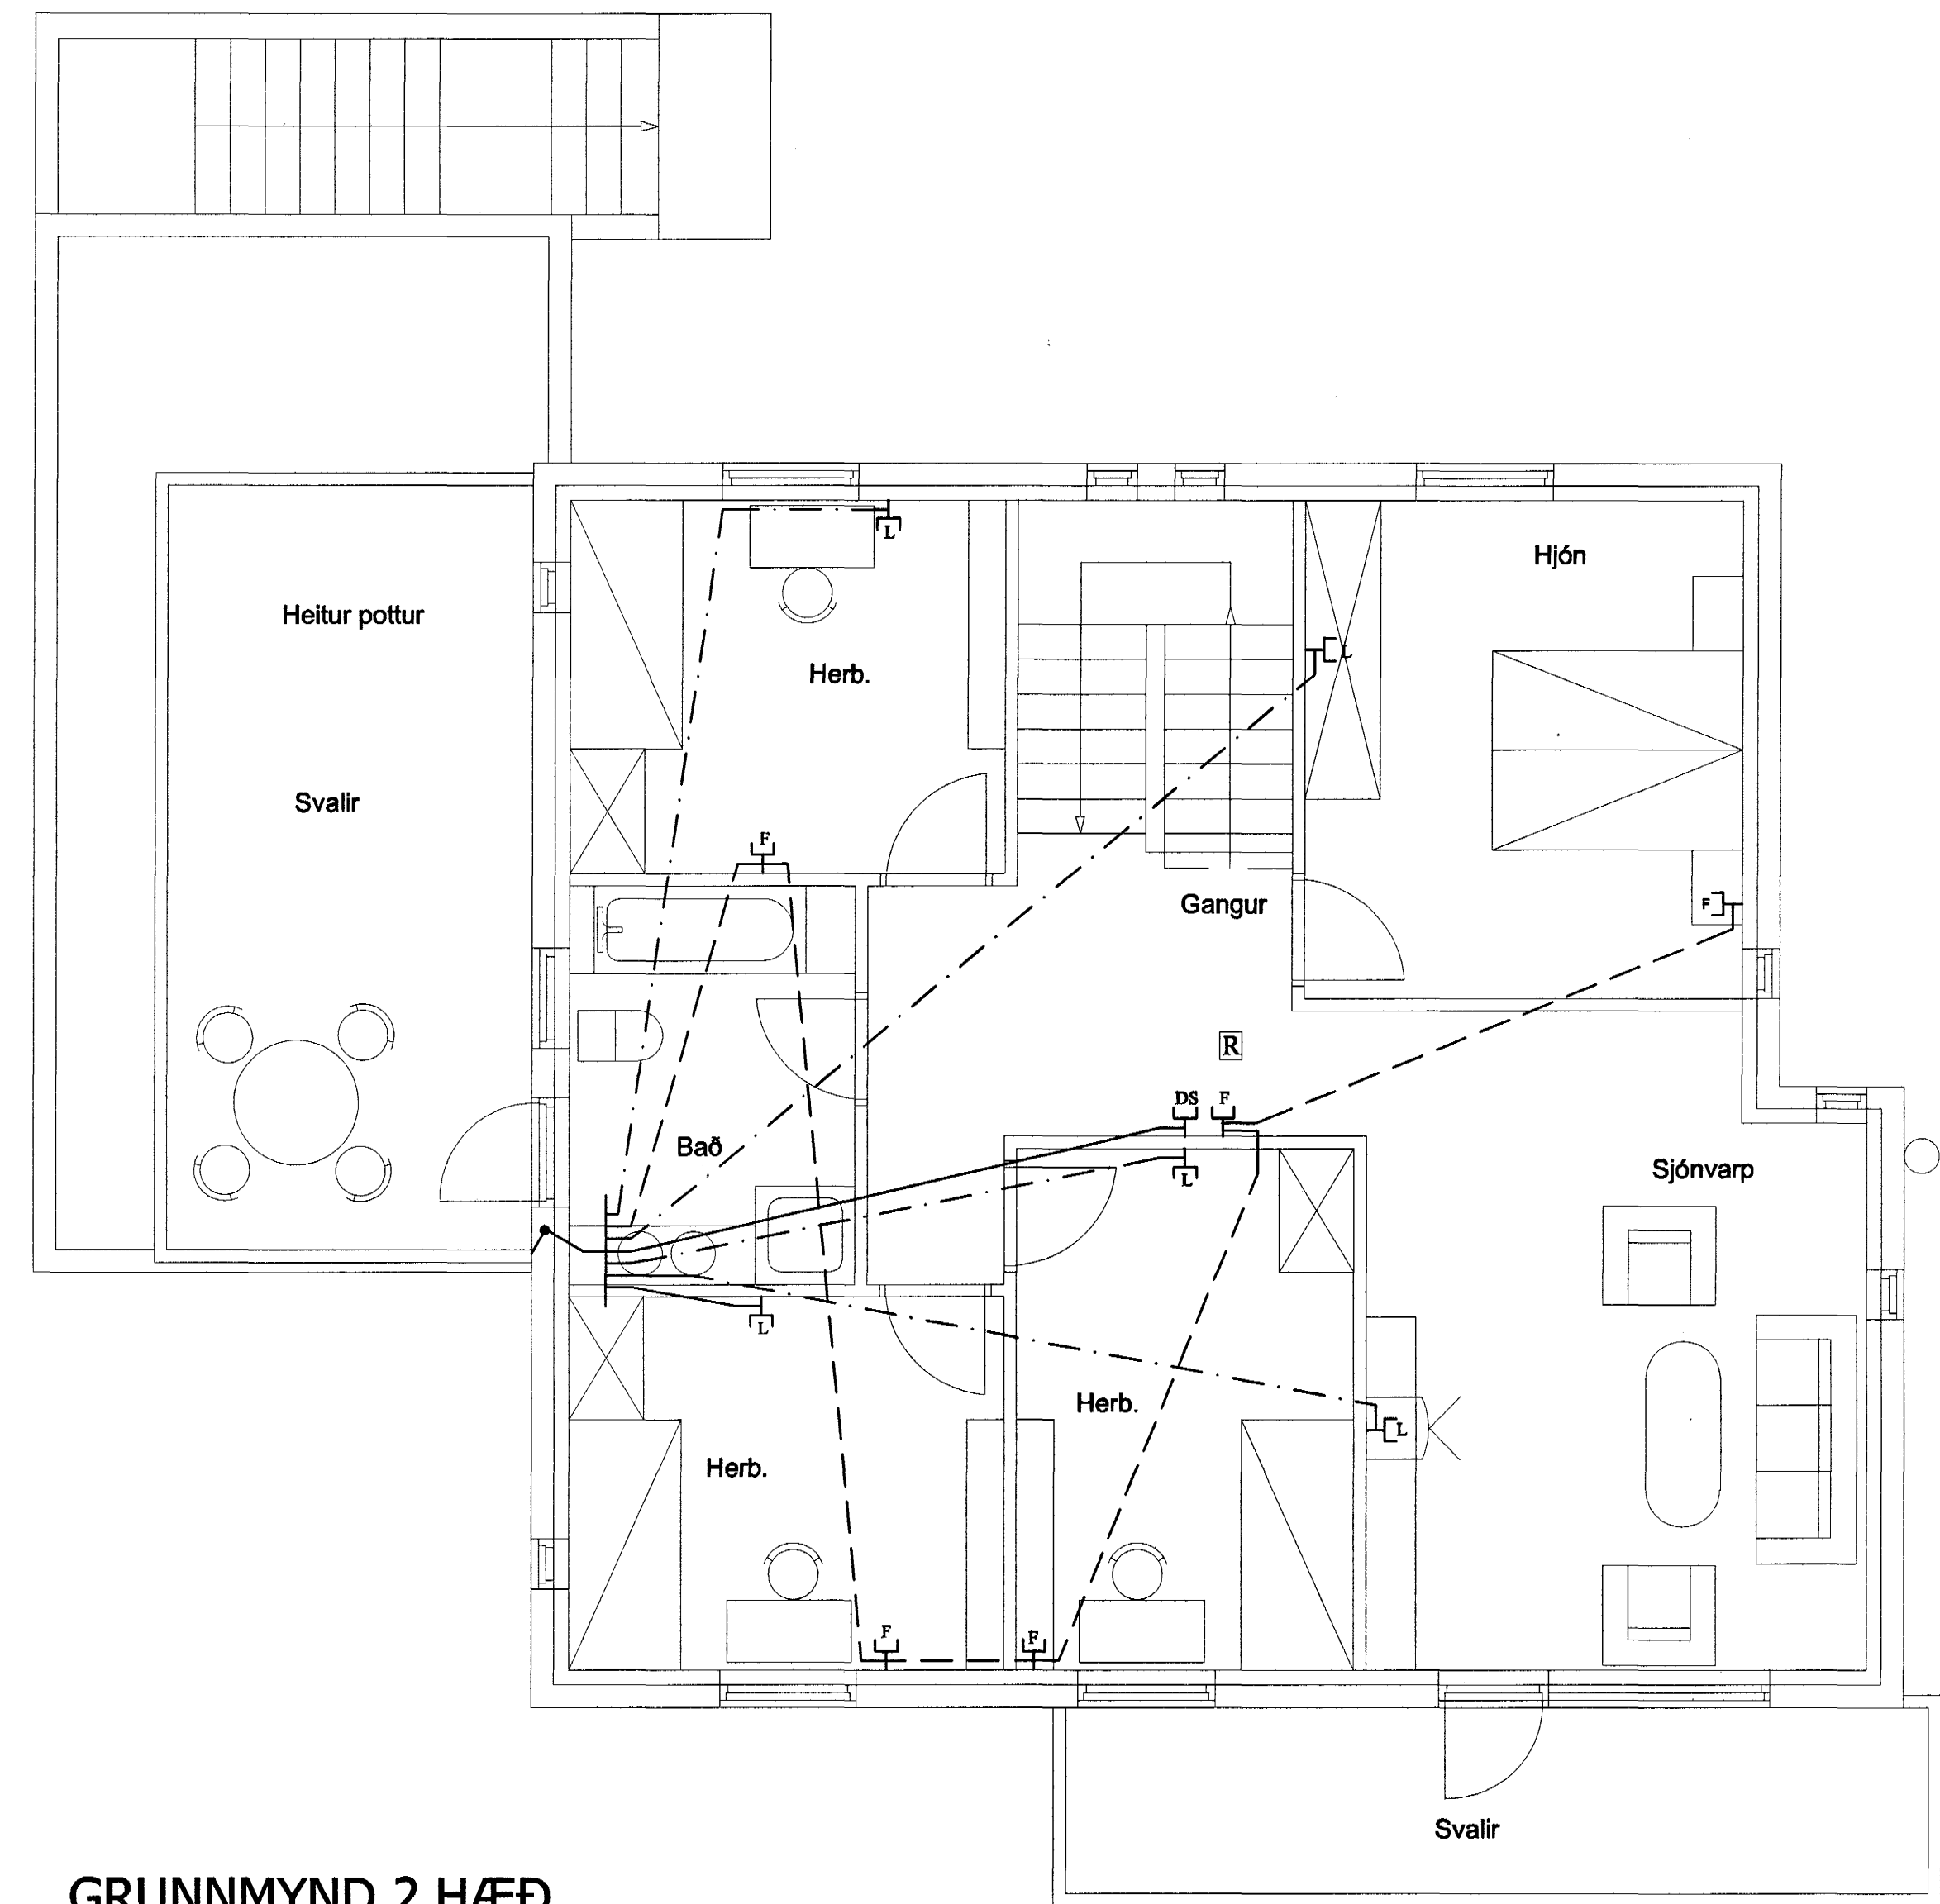 L
Hjón
Heitur pottur
L
Herb.
Svalir
F
Gangur
F
R
DS F
Bað
L
Sjónvarp
L
Herb.
L
Herb.
F
F
Svalir
GRUNNMYND 2 HÆÐ